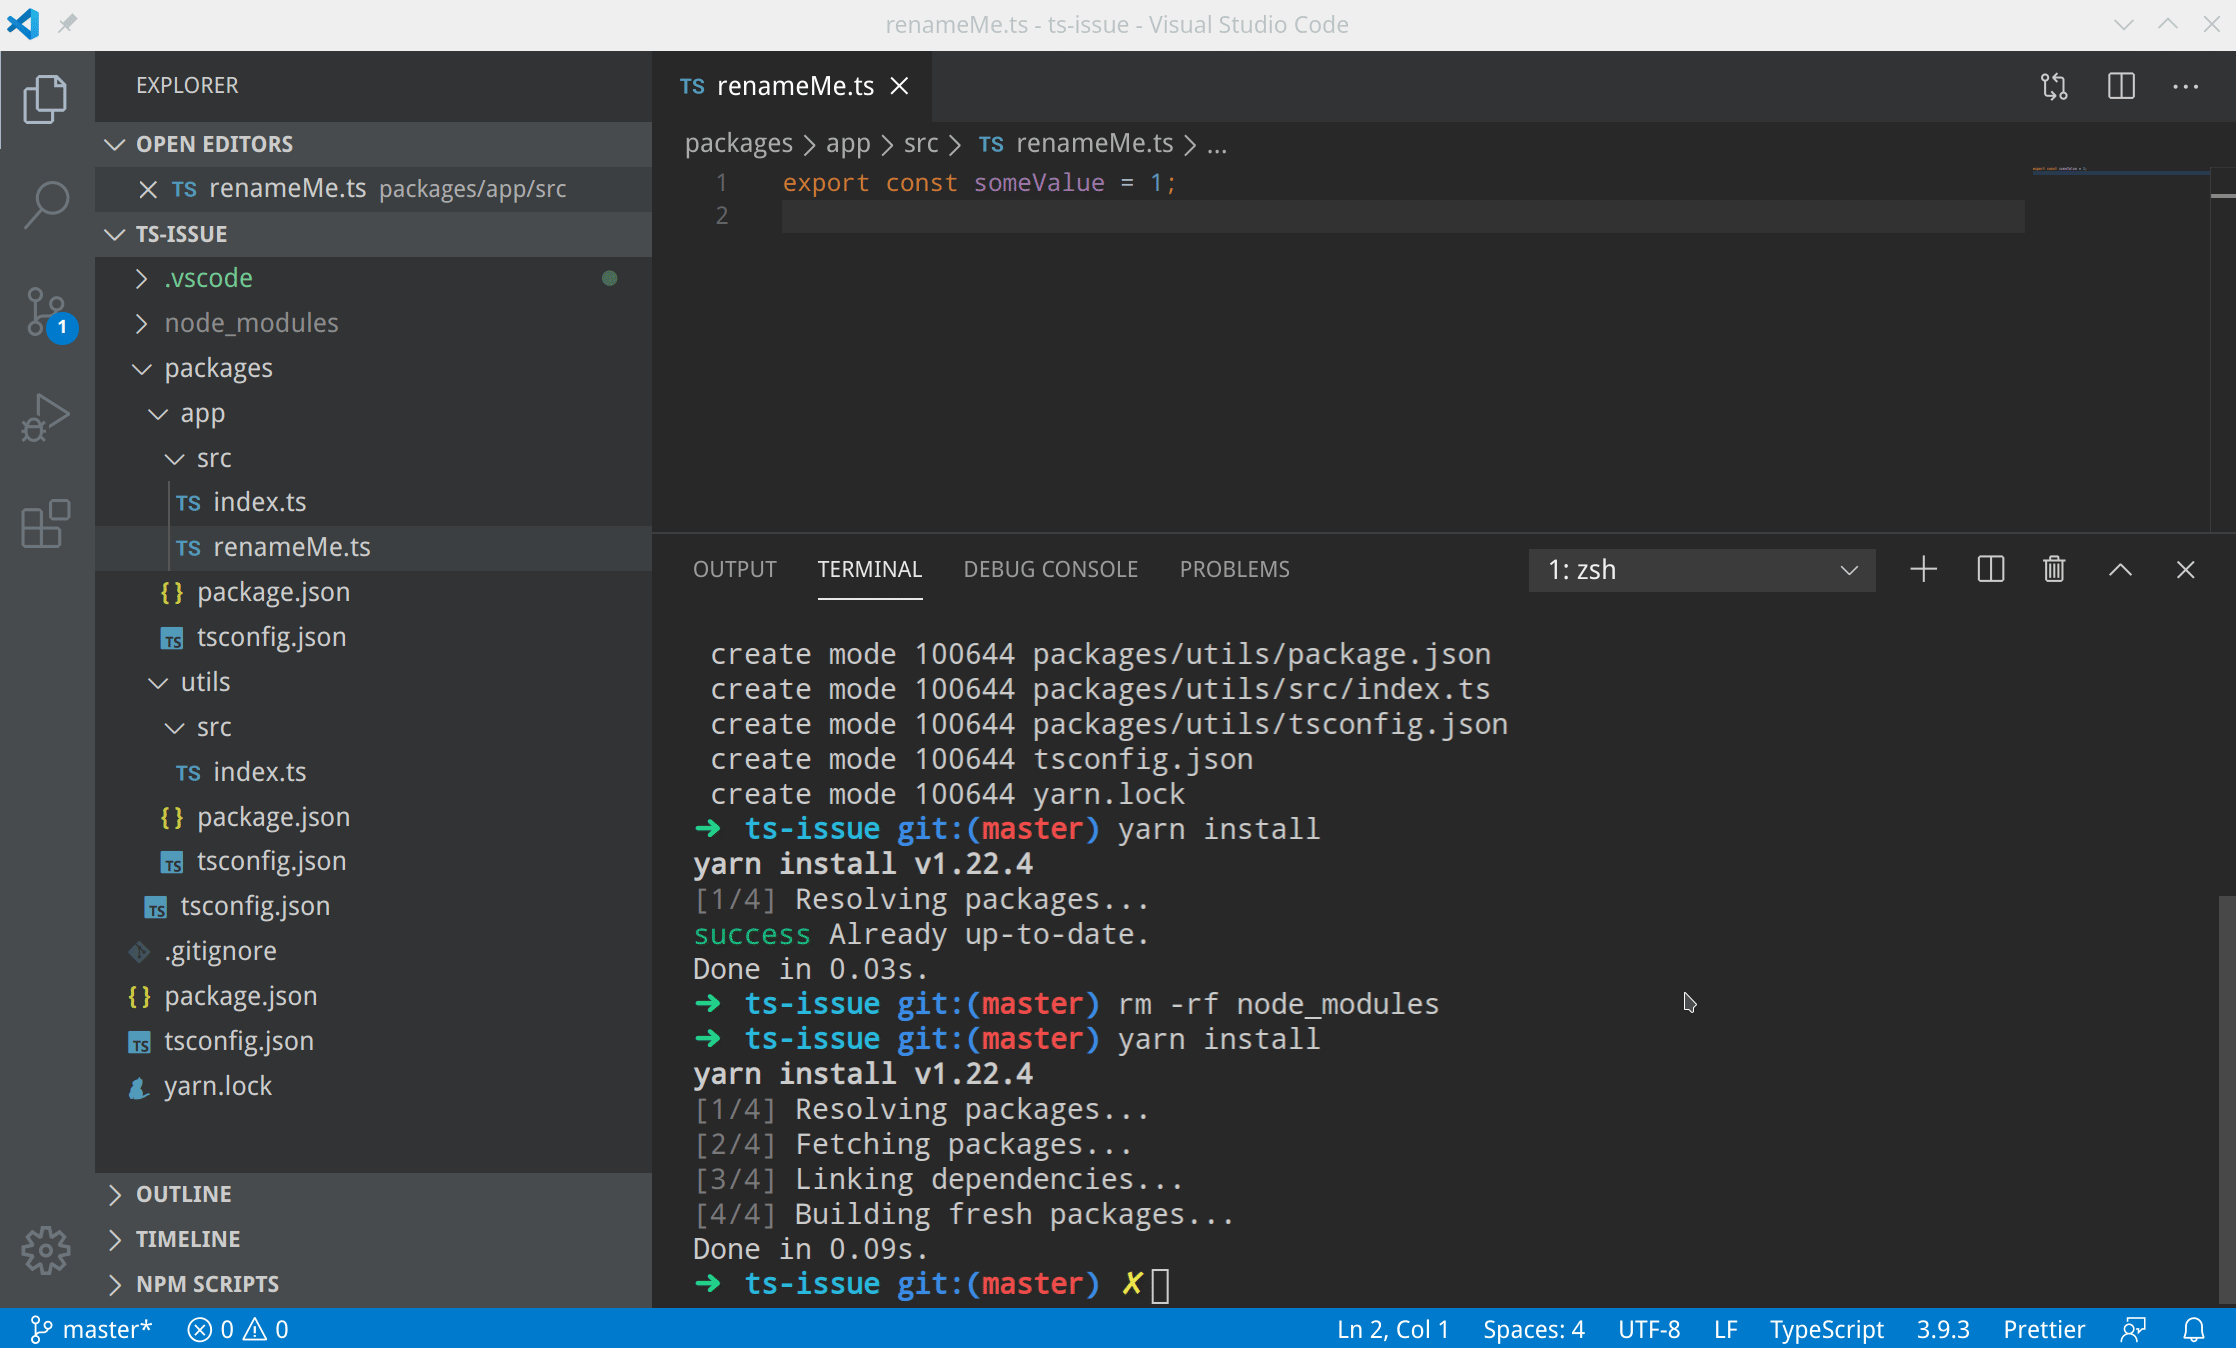 renameMe.ts - ts-issue - Visual Studio Code
EXPLORER
OPEN EDITORS
TS renameMe.ts packages/app/src
TS-ISSUE
.vscode
node_modules
packages
app
src
TS index.ts
TS renameMe.ts
{} package.json
TS tsconfig.json
utils
src
TS index.ts
{} package.json
TS tsconfig.json
TS tsconfig.json
.gitignore
{} package.json
TS tsconfig.json
yarn.lock
OUTLINE
TIMELINE
NPM SCRIPTS
1
TS renameMe.ts
packages > app > src > TS renameMe.ts > ...
1 export const someValue = 1;
2
export const someValue = 1;
OUTPUT TERMINAL DEBUG CONSOLE PROBLEMS 1: zsh
create mode 100644 packages/utils/package.json
create mode 100644 packages/utils/src/index.ts
create mode 100644 packages/utils/tsconfig.json
create mode 100644 tsconfig.json
create mode 100644 yarn.lock
➜ ts-issue git:(master) yarn install
yarn install v1.22.4
[1/4] Resolving packages...
success Already up-to-date.
Done in 0.03s.
➜ ts-issue git:(master) rm -rf node_modules
➜ ts-issue git:(master) yarn install
yarn install v1.22.4
[1/4] Resolving packages...
[2/4] Fetching packages...
[3/4] Linking dependencies...
[4/4] Building fresh packages...
Done in 0.09s.
➜ ts-issue git:(master) ✗
master* 0 0 Ln 2, Col 1 Spaces: 4 UTF-8 LF TypeScript 3.9.3 Prettier